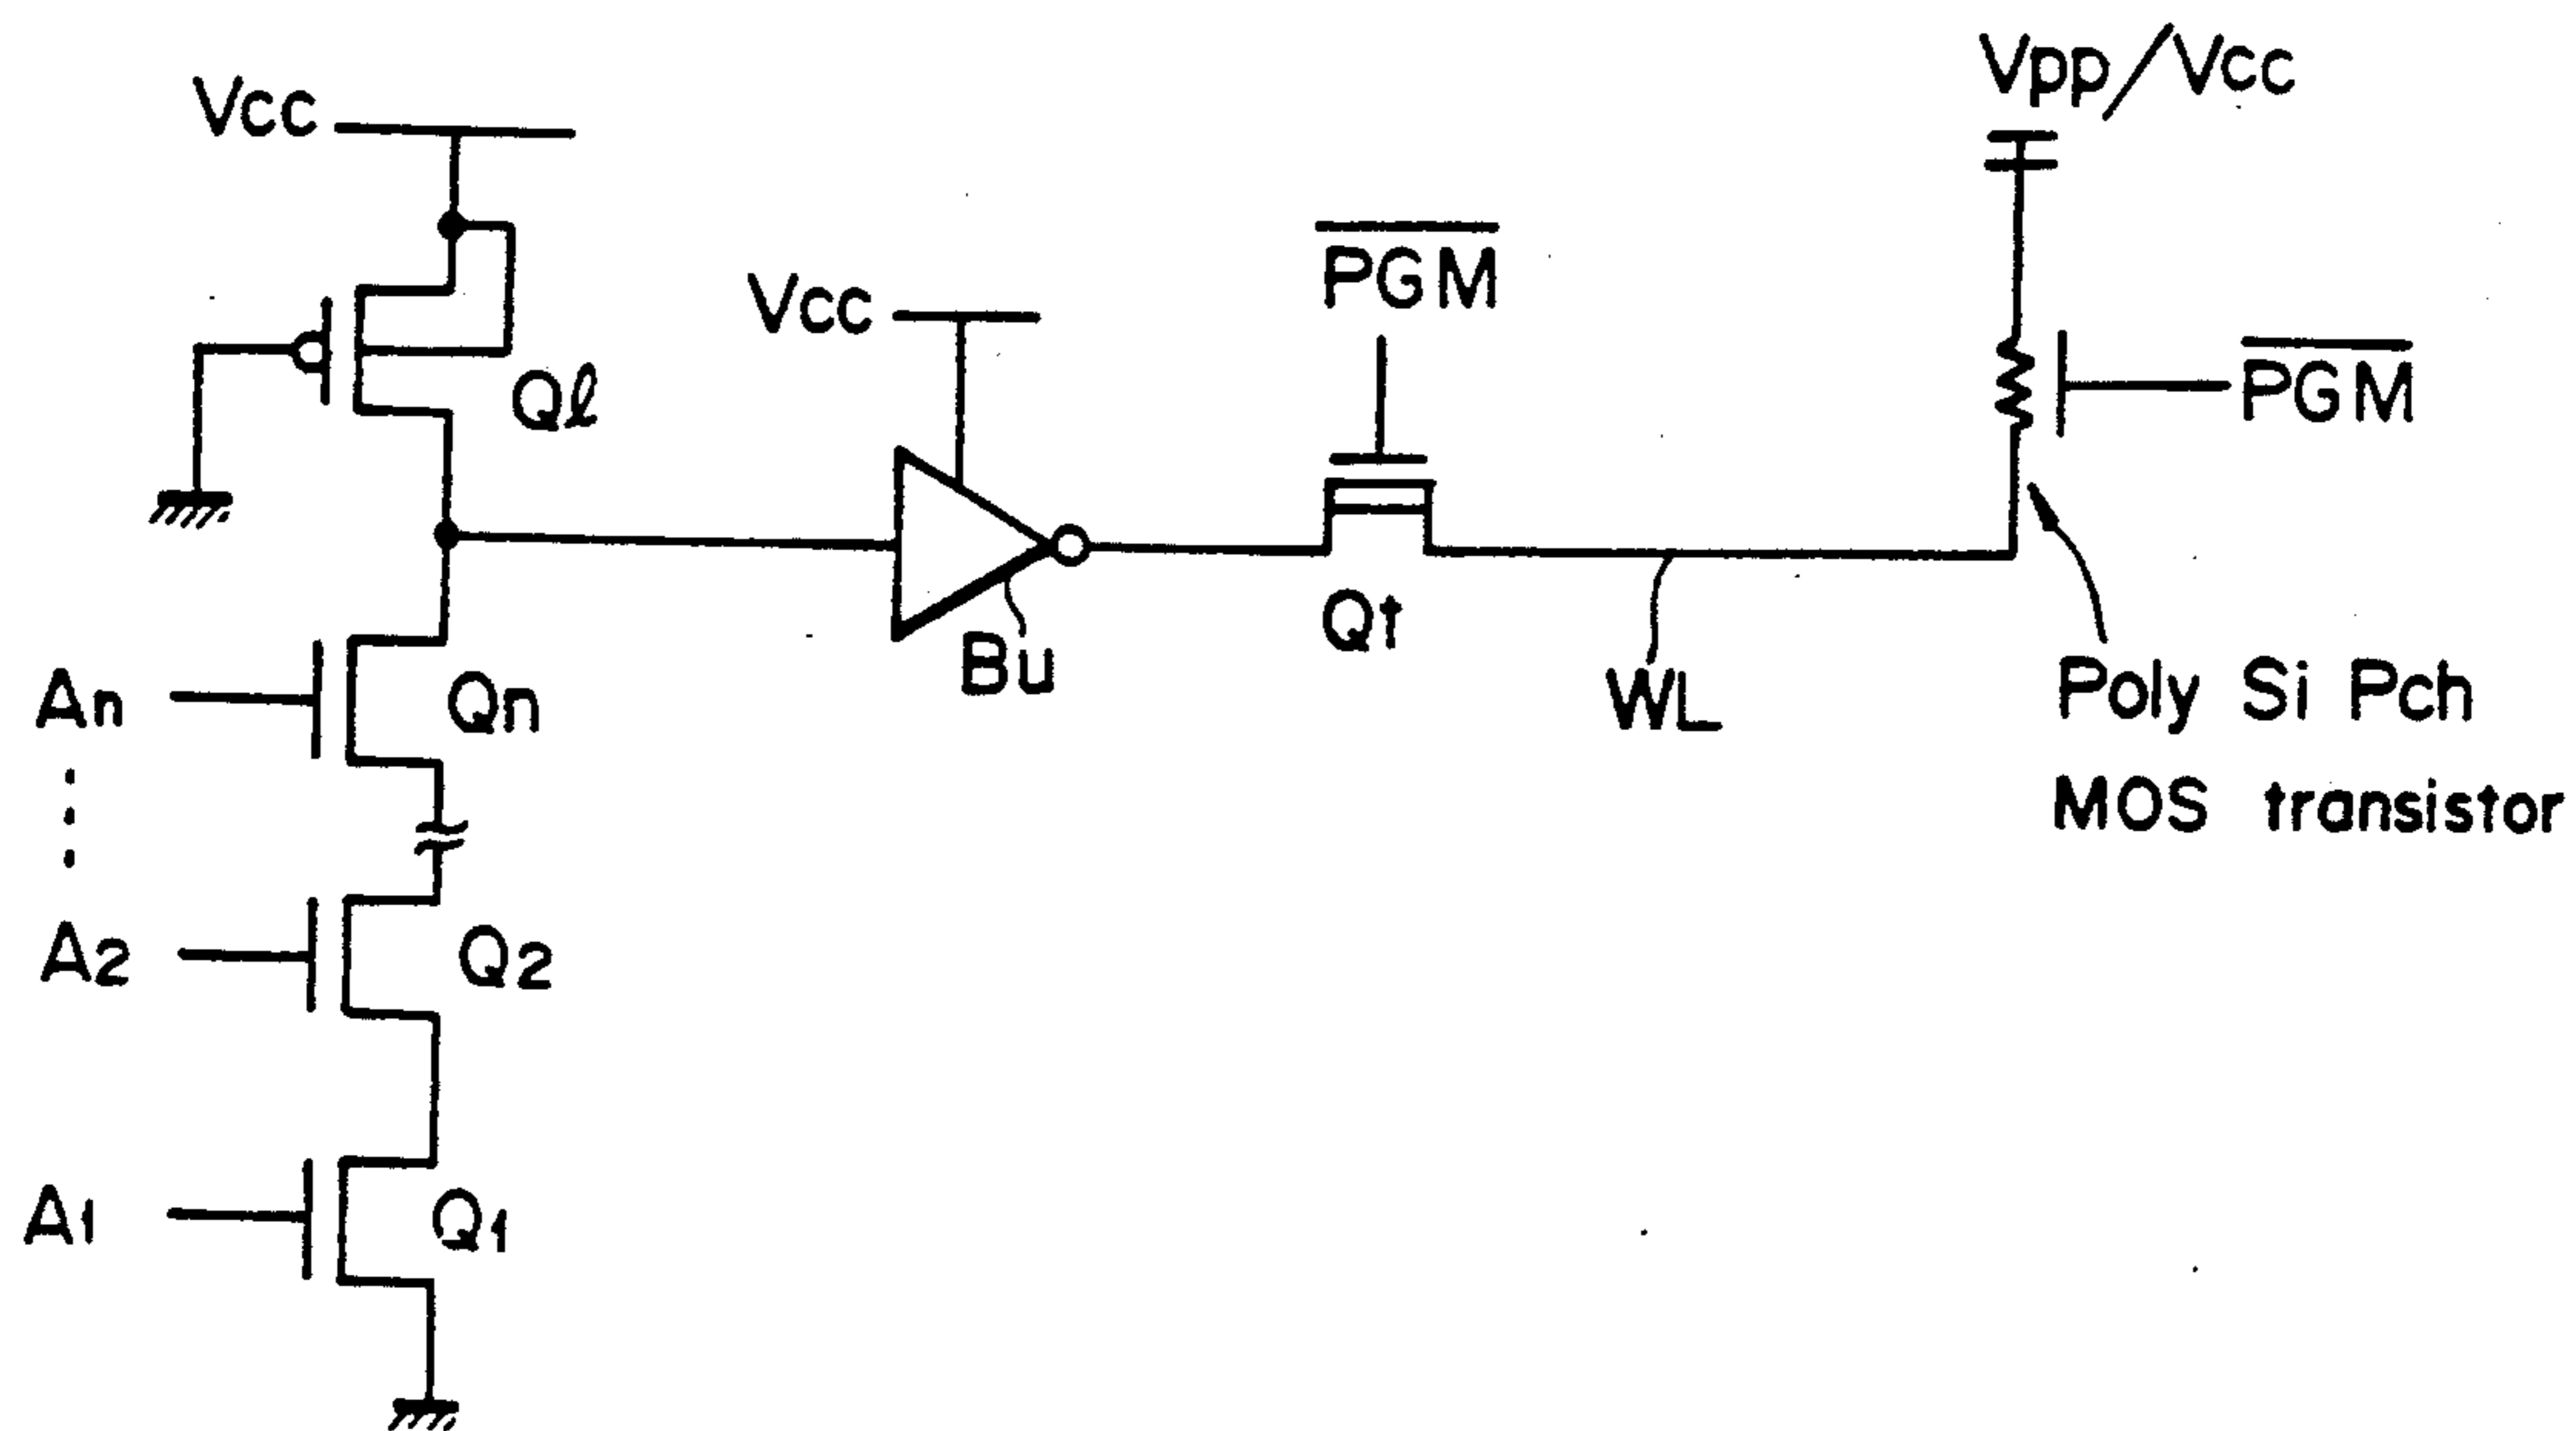 Vcc
Vpp/Vcc
Vcc
PGM
PGM
Qℓ
Bu
Qt
WL
Poly Si Pch
MOS transistor
An
Qn
A2
Q2
A1
Q1